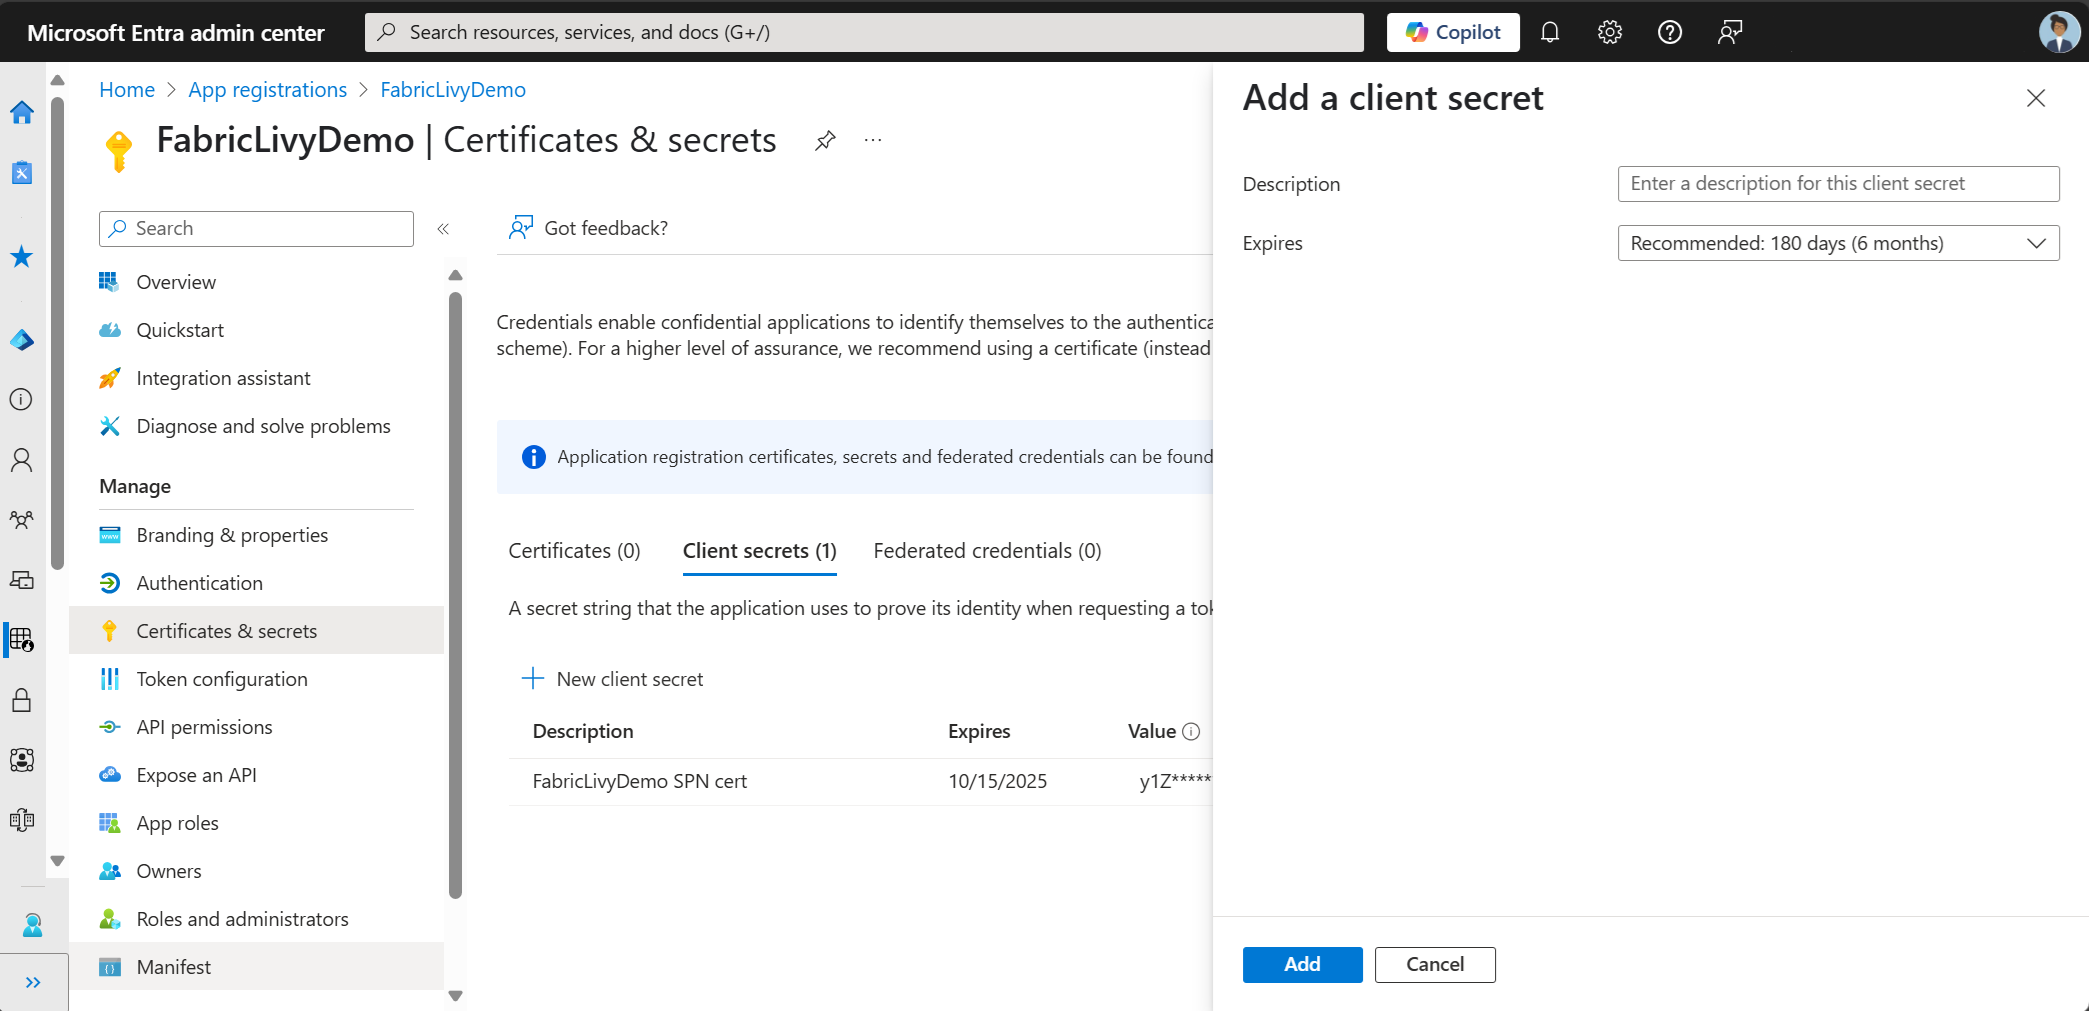 Microsoft Entra admin center
Search resources, services, and docs (G+/)
Copilot
Home > App registrations > FabricLivyDemo
FabricLivyDemo | Certificates & secrets
Search
Overview
Quickstart
Integration assistant
Diagnose and solve problems
Manage
Branding & properties
Authentication
Certificates & secrets
Token configuration
API permissions
Expose an API
App roles
Owners
Roles and administrators
Manifest
Got feedback?
Credentials enable confidential applications to identify themselves to the authentica
scheme). For a higher level of assurance, we recommend using a certificate (instead
Application registration certificates, secrets and federated credentials can be found
Certificates (0) Client secrets (1) Federated credentials (0)
A secret string that the application uses to prove its identity when requesting a tok
New client secret
Description Expires Value
FabricLivyDemo SPN cert 10/15/2025 y1Z*****
Add a client secret
Description
Enter a description for this client secret
Expires
Recommended: 180 days (6 months)
Add Cancel